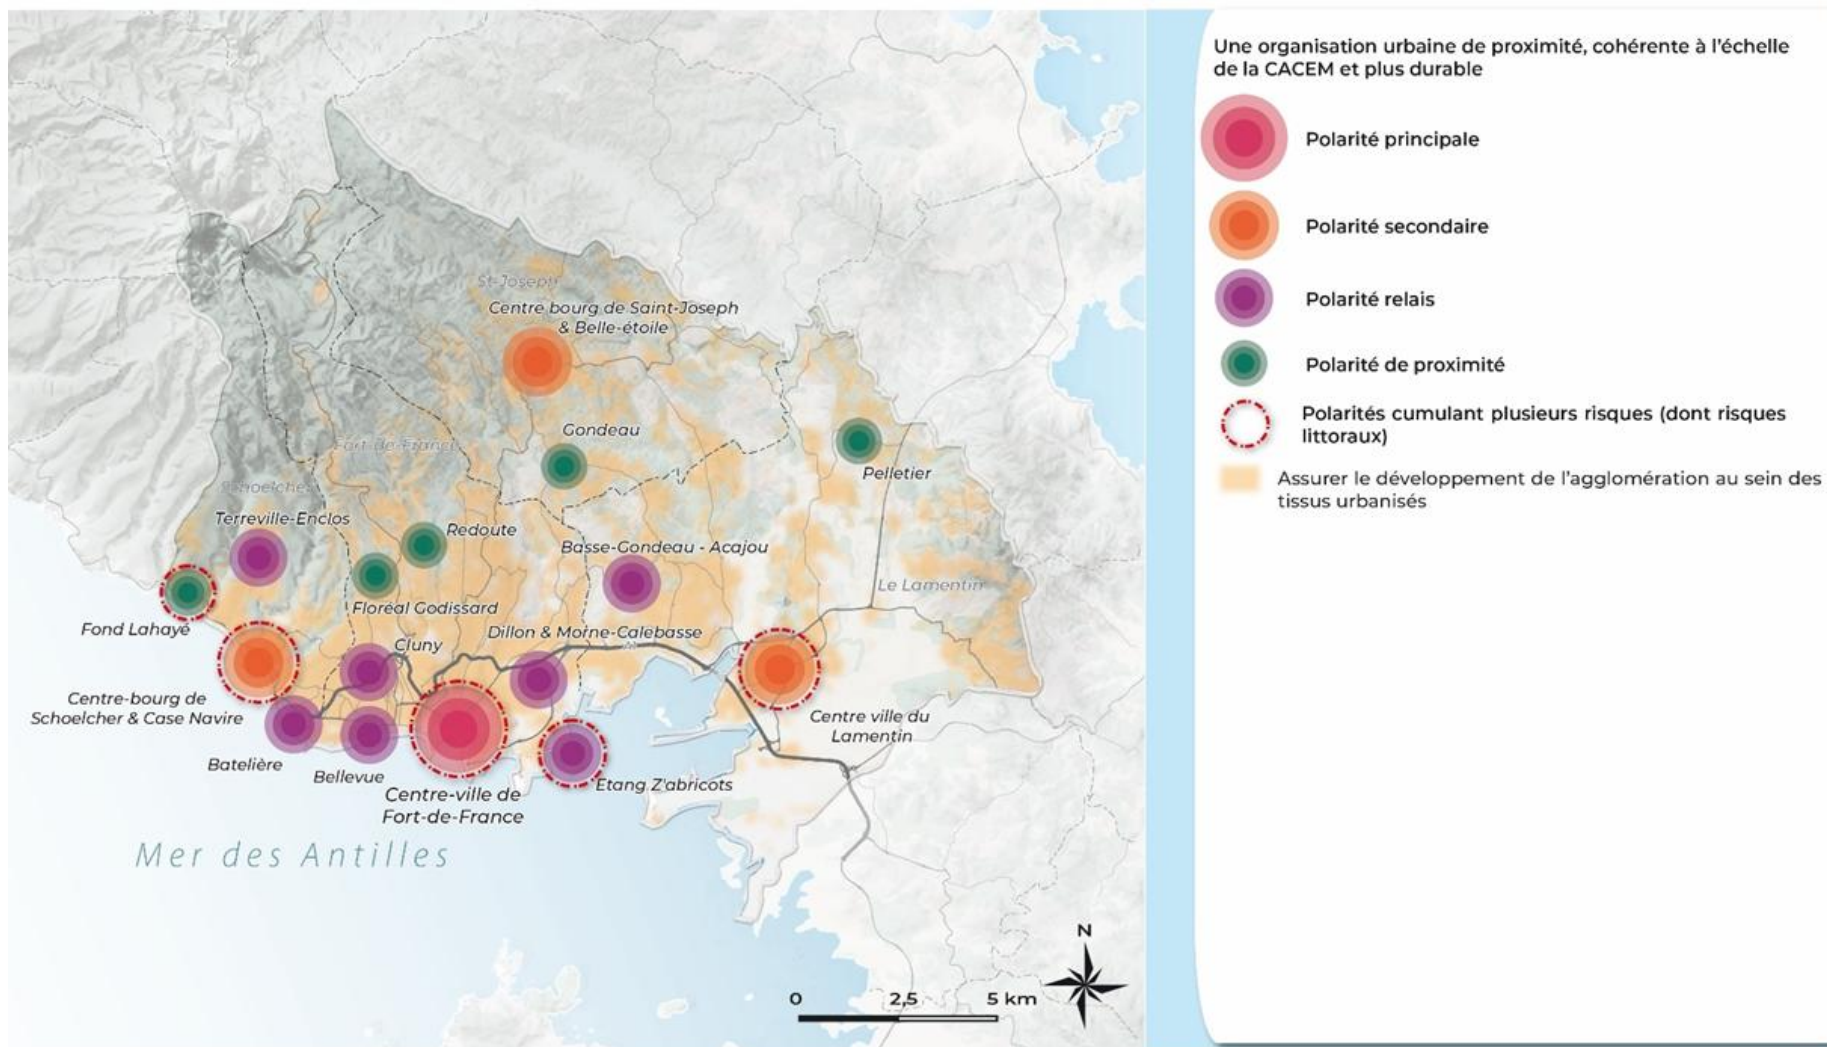 Une organisation urbaine de proximité, cohérente à l'échelle
de la CACEM et plus durable
Polarité principale
Polarité secondaire
Polarité relais
Polarité de proximité
Polarités cumulant plusieurs risques (dont risques
littoraux)
Assurer le développement de l'agglomération au sein des
tissus urbanisés
St-Joseph
Centre bourg de Saint-Joseph
& Belle-étoile
Gondeau
Fort-de-France
Pelletier
Schoelcher
Terreville-Enclos
Redoute
Basse-Gondeau - Acajou
Le Lamentin
Floréal Godissard
Fond Lahayé
Cluny
Dillon & Morne-Calebasse
A1
Centre-bourg de
Schoelcher & Case Navire
Centre ville du
Lamentin
Batelière
Bellevue
Etang Z'abricots
Centre-ville de
Fort-de-France
Mer des Antilles
N
0 2,5 5 km